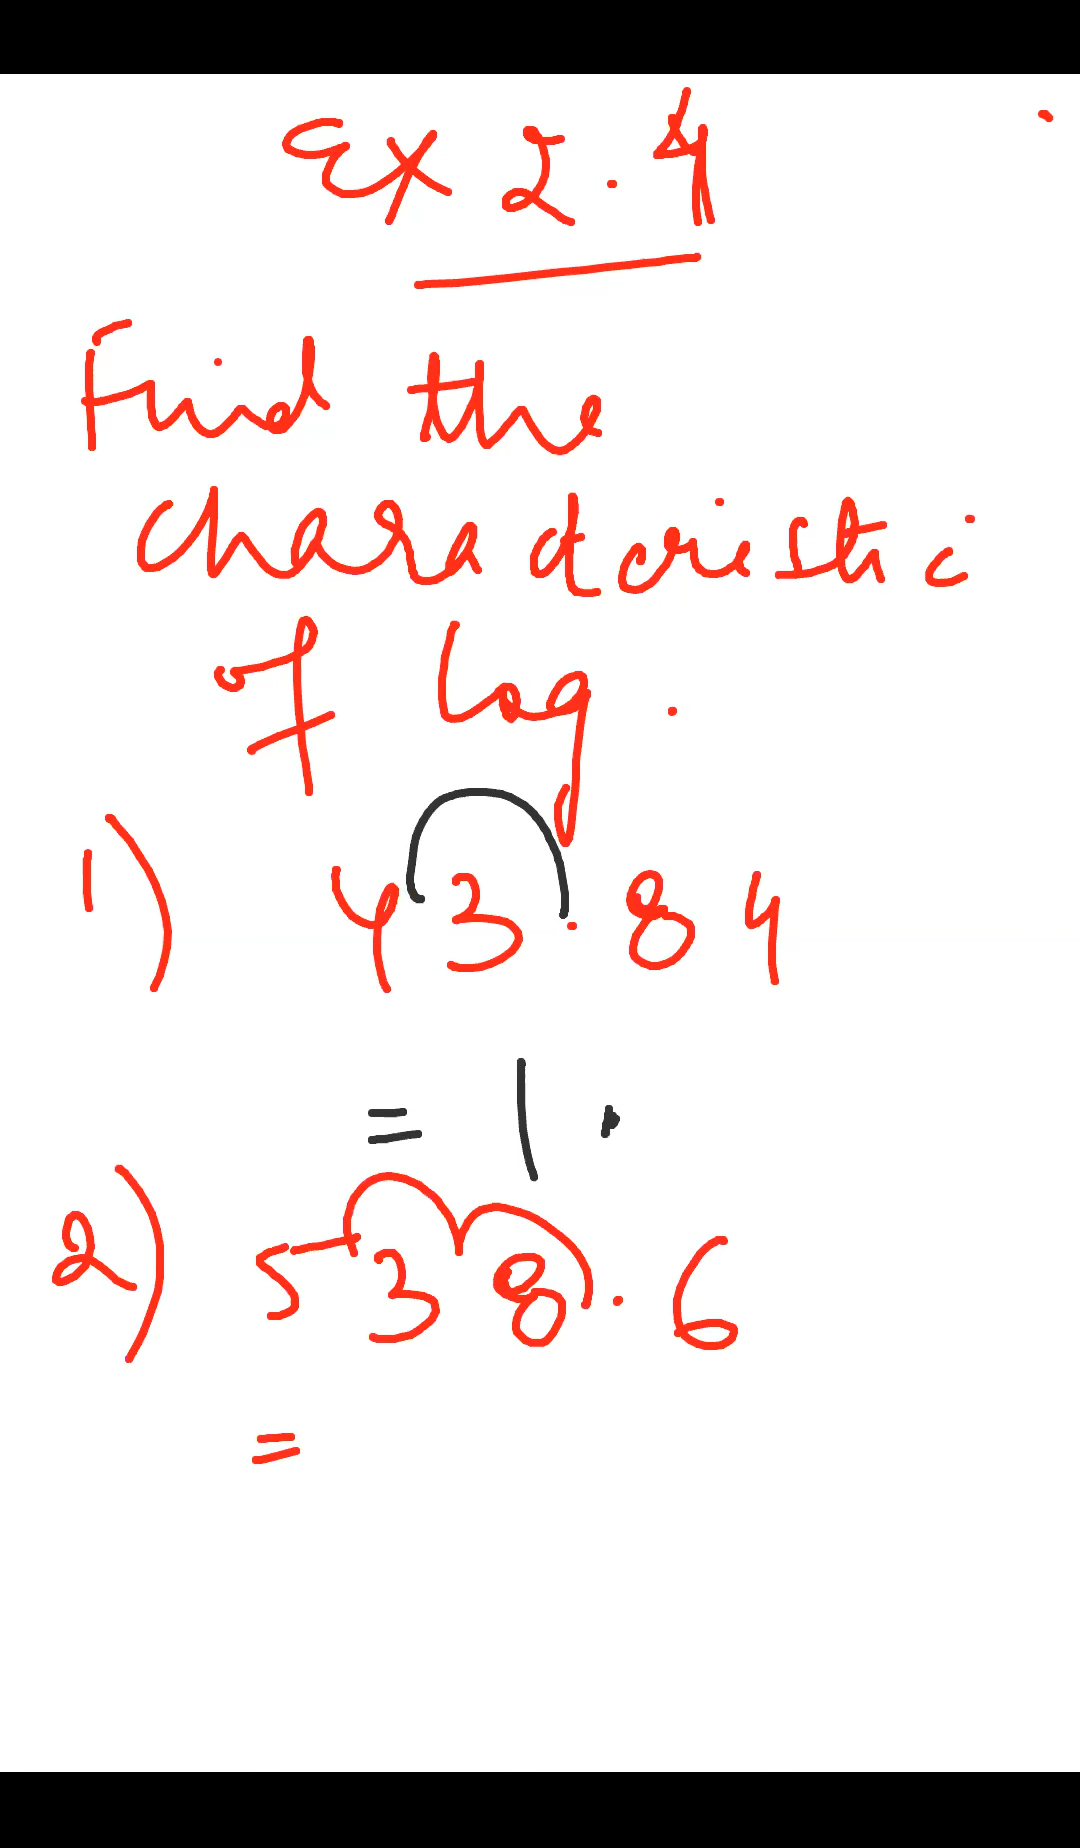 Ex 2.4
Find the
characteristic
of log.
1) 43.84
= 1.
2) 538.6
=